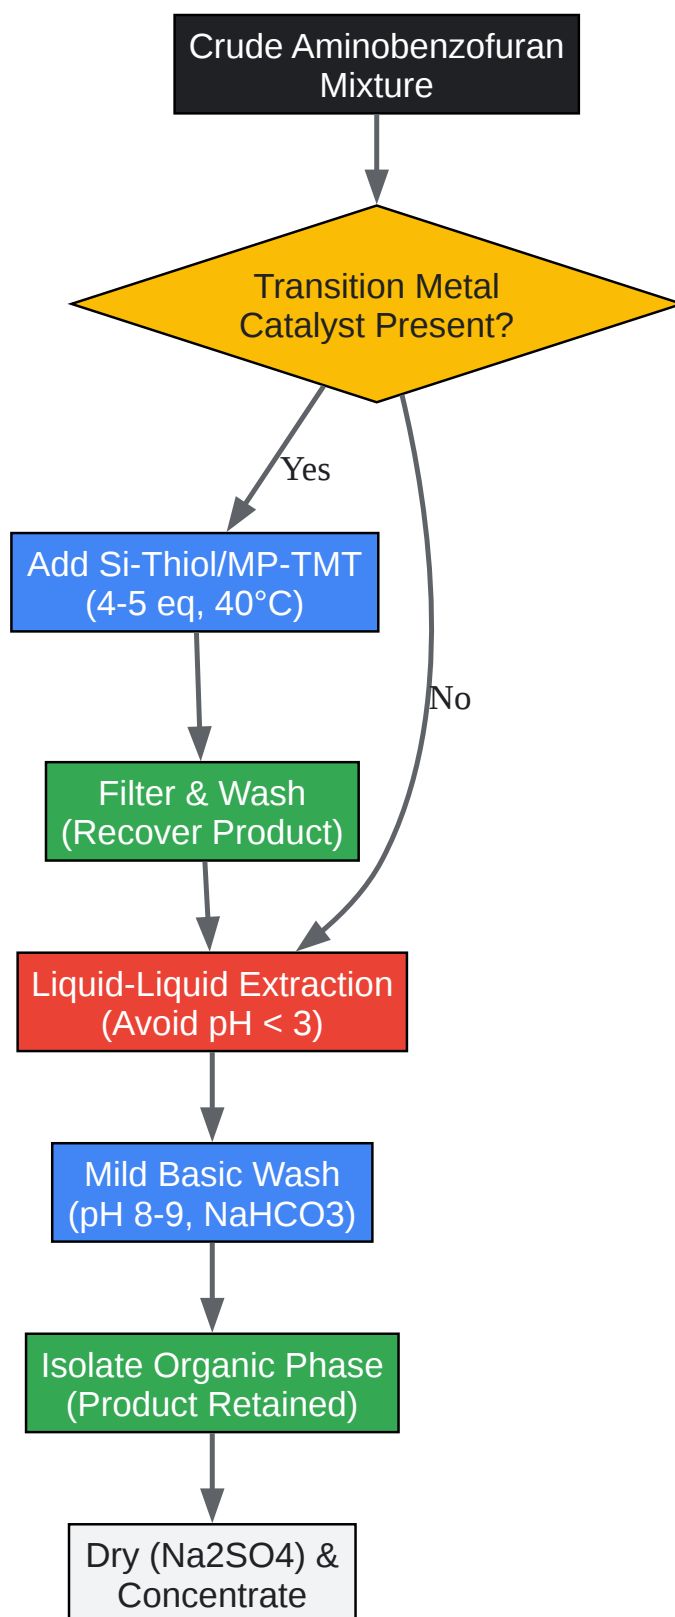 Crude Aminobenzofuran
Mixture
Transition Metal
Catalyst Present?
Yes
Add Si-Thiol/MP-TMT
(4-5 eq, 40°C)
No
Filter & Wash
(Recover Product)
Liquid-Liquid Extraction
(Avoid pH < 3)
Mild Basic Wash
(pH 8-9, NaHCO3)
Isolate Organic Phase
(Product Retained)
Dry (Na2SO4) &
Concentrate